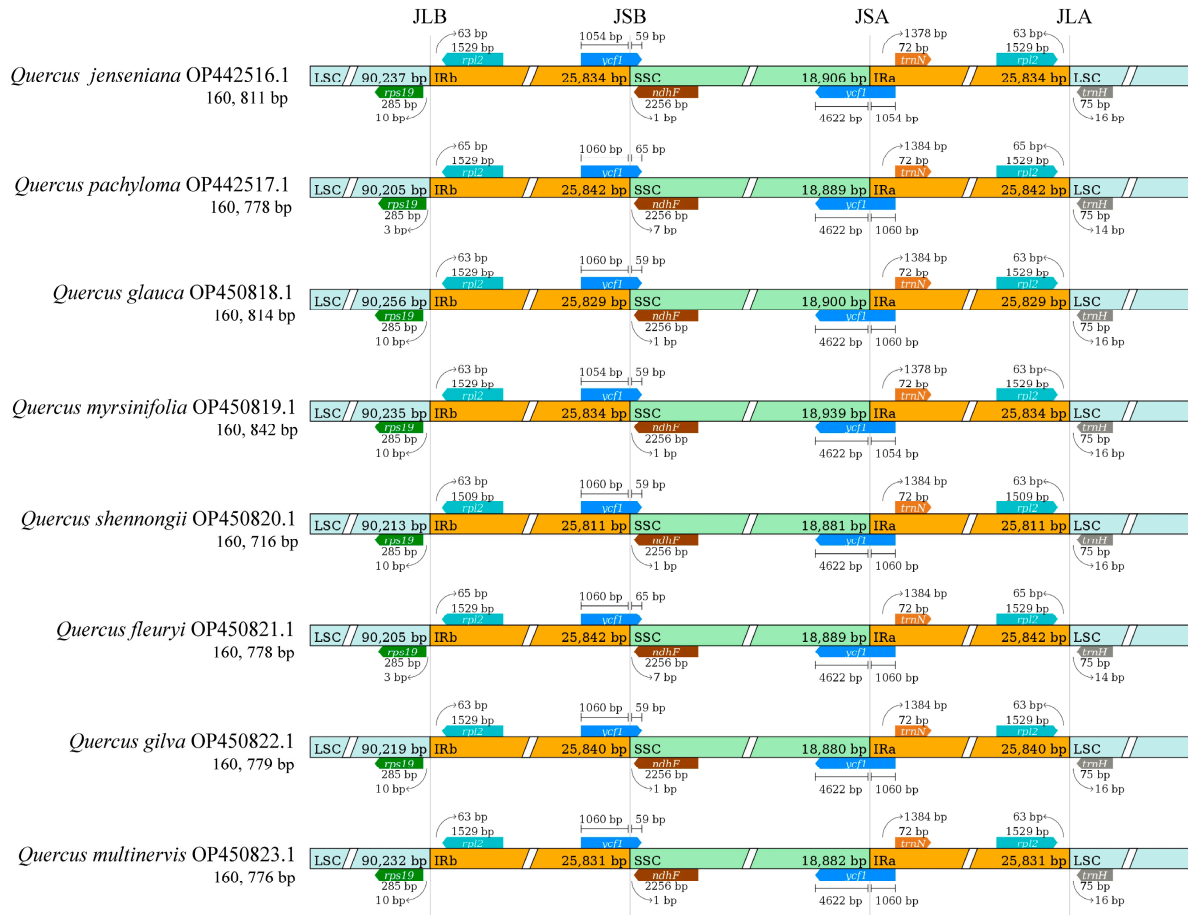 JLB JSB JSA JLA
63 bp 1054 bp 59 bp 1378 bp 63 bp
1529 bp 72 bp 1529 bp
rpl2 ycf1 trnN rpl2
Quercus jenseniana OP442516.1
LSC 90,237 bp IRb 25,834 bp SSC 18,906 bp IRa 25,834 bp LSC
160, 811 bp
rps19 ndhF ycf1 trnH
285 bp 2256 bp 75 bp
10 bp 1 bp 4622 bp 1054 bp 16 bp
65 bp 1060 bp 65 bp 1384 bp 65 bp
1529 bp 72 bp 1529 bp
rpl2 ycf1 trnN rpl2
Quercus pachyloma OP442517.1
LSC 90,205 bp IRb 25,842 bp SSC 18,889 bp IRa 25,842 bp LSC
160, 778 bp
rps19 ndhF ycf1 trnH
285 bp 2256 bp 75 bp
3 bp 7 bp 4622 bp 1060 bp 14 bp
63 bp 1060 bp 59 bp 1384 bp 63 bp
1529 bp 72 bp 1529 bp
rpl2 ycf1 trnN rpl2
Quercus glauca OP450818.1
LSC 90,256 bp IRb 25,829 bp SSC 18,900 bp IRa 25,829 bp LSC
160, 814 bp
rps19 ndhF ycf1 trnH
285 bp 2256 bp 75 bp
10 bp 1 bp 4622 bp 1060 bp 16 bp
63 bp 1054 bp 59 bp 1378 bp 63 bp
1529 bp 72 bp 1529 bp
rpl2 ycf1 trnN rpl2
Quercus myrsinifolia OP450819.1
LSC 90,235 bp IRb 25,834 bp SSC 18,939 bp IRa 25,834 bp LSC
160, 842 bp
rps19 ndhF ycf1 trnH
285 bp 2256 bp 75 bp
10 bp 1 bp 4622 bp 1054 bp 16 bp
63 bp 1060 bp 59 bp 1384 bp 63 bp
1509 bp 72 bp 1509 bp
rpl2 ycf1 trnN rpl2
Quercus shennongii OP450820.1
LSC 90,213 bp IRb 25,811 bp SSC 18,881 bp IRa 25,811 bp LSC
160, 716 bp
rps19 ndhF ycf1 trnH
285 bp 2256 bp 75 bp
10 bp 1 bp 4622 bp 1060 bp 16 bp
65 bp 1060 bp 65 bp 1384 bp 65 bp
1529 bp 72 bp 1529 bp
rpl2 ycf1 trnN rpl2
Quercus fleuryi OP450821.1
LSC 90,205 bp IRb 25,842 bp SSC 18,889 bp IRa 25,842 bp LSC
160, 778 bp
rps19 ndhF ycf1 trnH
285 bp 2256 bp 75 bp
3 bp 7 bp 4622 bp 1060 bp 14 bp
63 bp 1060 bp 59 bp 1384 bp 63 bp
1529 bp 72 bp 1529 bp
rpl2 ycf1 trnN rpl2
Quercus gilva OP450822.1
LSC 90,219 bp IRb 25,840 bp SSC 18,880 bp IRa 25,840 bp LSC
160, 779 bp
rps19 ndhF ycf1 trnH
285 bp 2256 bp 75 bp
10 bp 1 bp 4622 bp 1060 bp 16 bp
63 bp 1060 bp 59 bp 1384 bp 63 bp
1529 bp 72 bp 1529 bp
rpl2 ycf1 trnN rpl2
Quercus multinervis OP450823.1
LSC 90,232 bp IRb 25,831 bp SSC 18,882 bp IRa 25,831 bp LSC
160, 776 bp
rps19 ndhF ycf1 trnH
285 bp 2256 bp 75 bp
10 bp 1 bp 4622 bp 1060 bp 16 bp